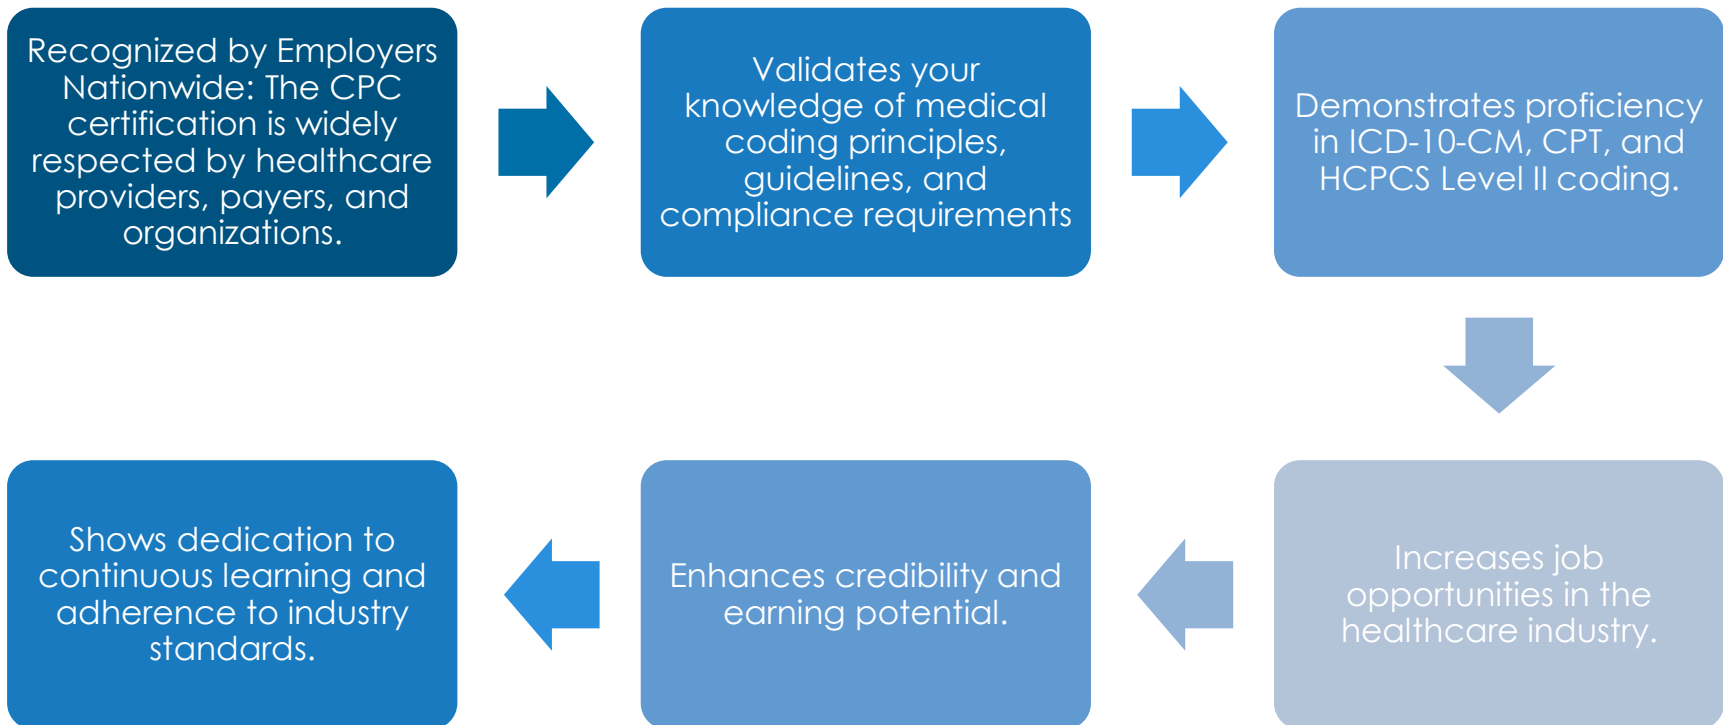 Recognized by Employers
Nationwide: The CPC
certification is widely
respected by healthcare
providers, payers, and
organizations.
Validates your
knowledge of medical
coding principles,
guidelines, and
compliance requirements
Demonstrates proficiency
in ICD-10-CM, CPT, and
HCPCS Level II coding.
Increases job
opportunities in the
healthcare industry.
Enhances credibility and
earning potential.
Shows dedication to
continuous learning and
adherence to industry
standards.